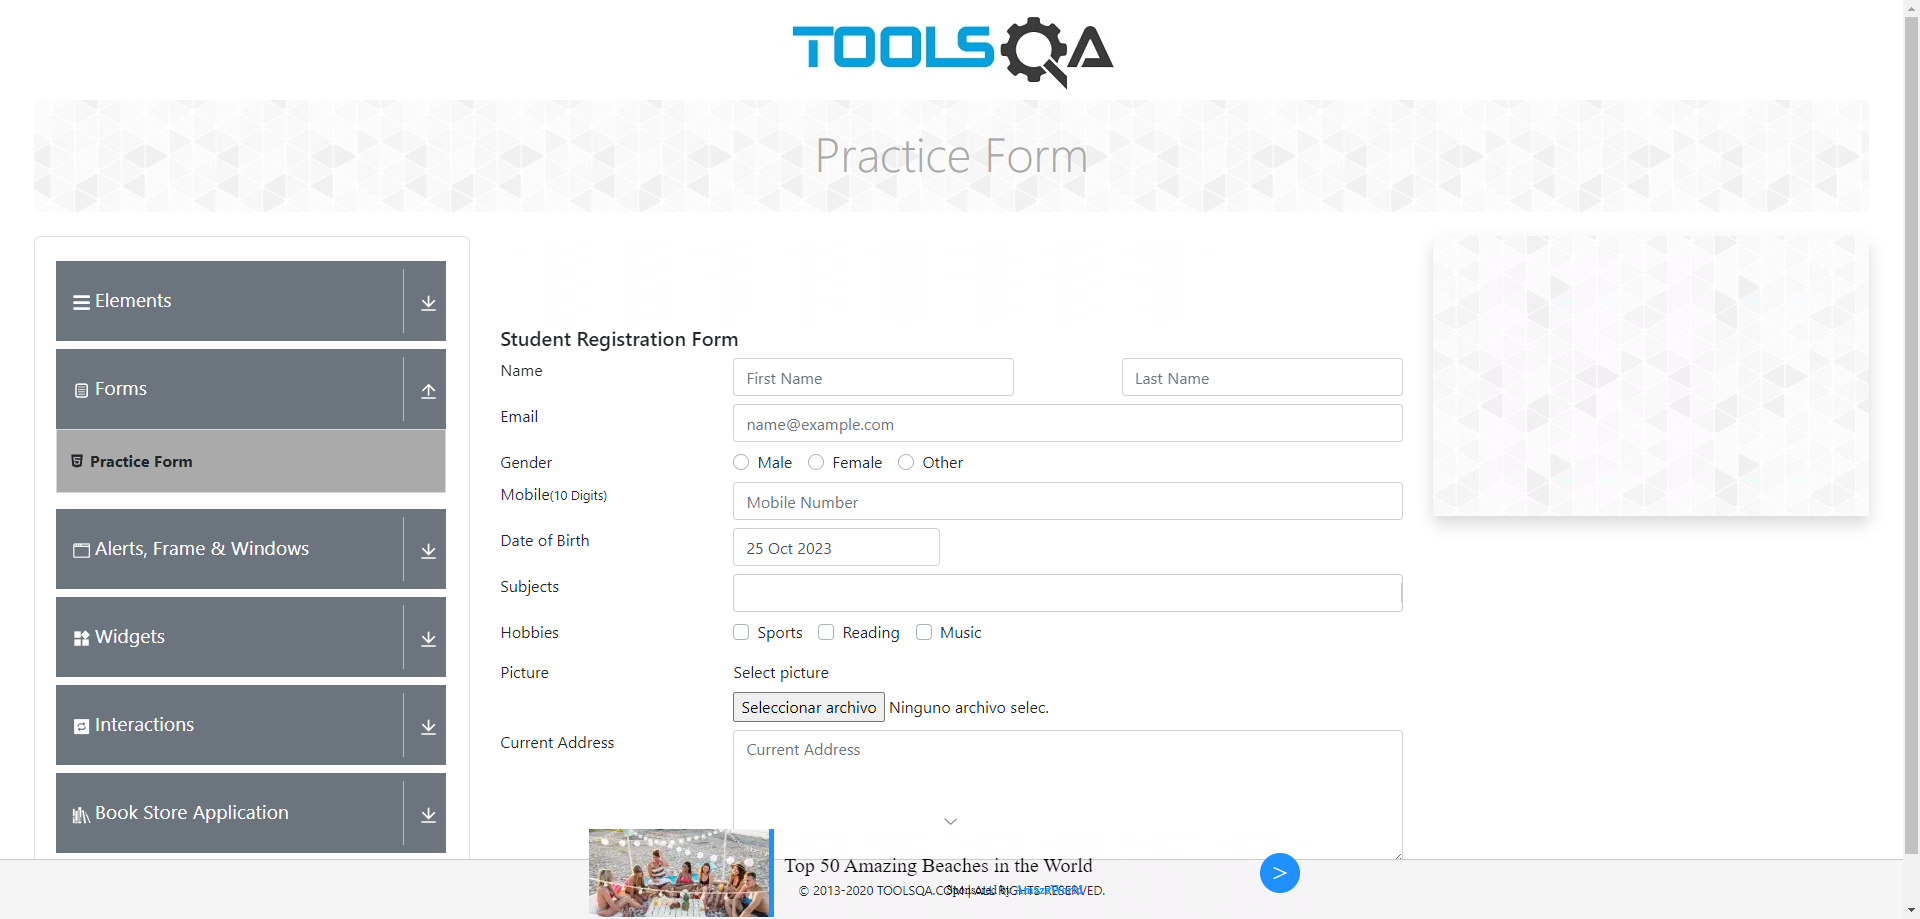 TOOLSQA
Practice Form
Elements
Forms
Practice Form
Alerts, Frame & Windows
Widgets
Interactions
Book Store Application
Student Registration Form
Name
First Name
Last Name
Email
name@example.com
Gender
Male Female Other
Mobile(10 Digits)
Mobile Number
Date of Birth
25 Oct 2023
Subjects
Hobbies
Sports Reading Music
Picture
Select picture
Seleccionar archivo Ninguno archivo selec.
Current Address
Current Address
Top 50 Amazing Beaches in the World
>
© 2013-2020 TOOLSQA.COM | ALL RIGHTS RESERVED.
Sponsored by